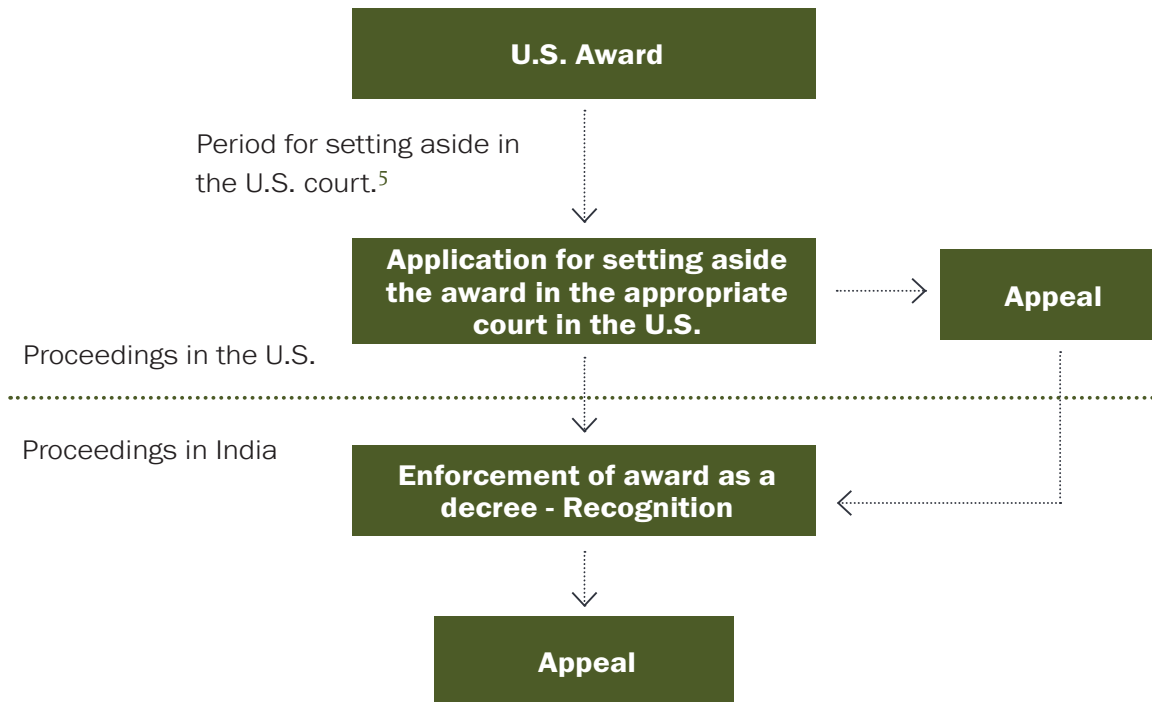 U.S. Award
Period for setting aside in
the U.S. court.5
Application for setting aside
the award in the appropriate
court in the U.S.
Appeal
Proceedings in the U.S.
Proceedings in India
Enforcement of award as a
decree - Recognition
Appeal